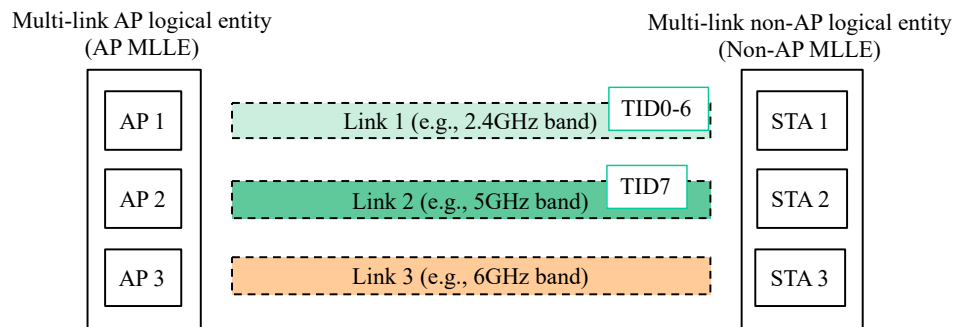 Multi-link AP logical entity
(AP MLLE)
Multi-link non-AP logical entity
(Non-AP MLLE)
AP 1
Link 1 (e.g., 2.4GHz band)
TID0-6
STA 1
AP 2
Link 2 (e.g., 5GHz band)
TID7
STA 2
AP 3
Link 3 (e.g., 6GHz band)
STA 3